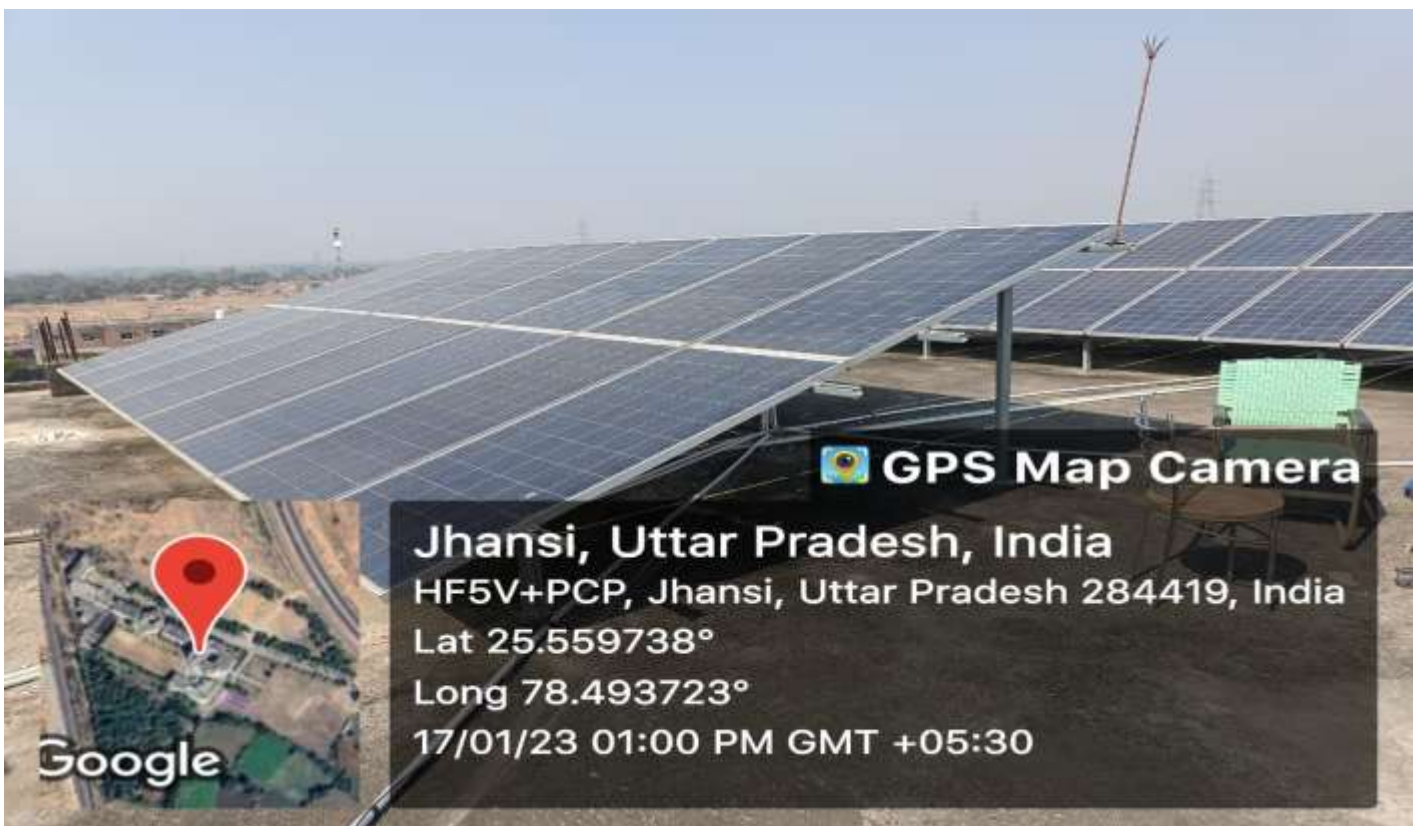 GPS Map Camera
Jhansi, Uttar Pradesh, India
HF5V+PCP, Jhansi, Uttar Pradesh 284419, India
Lat 25.559738°
Long 78.493723°
17/01/23 01:00 PM GMT +05:30
Google